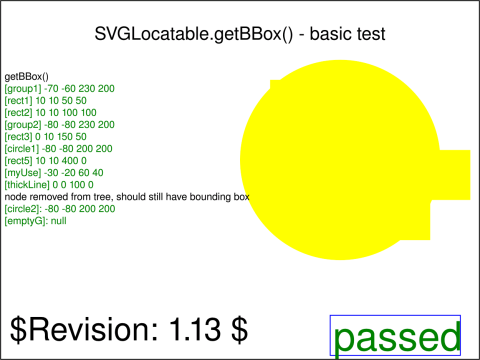 SVGLocatable.getBBox() - basic test
getBBox()
[group1] -70 -60 230 200
[rect1] 10 10 50 50
[rect2] 10 10 100 100
[group2] -80 -80 230 200
[rect3] 0 10 150 50
[circle1] -80 -80 200 200
[rect5] 10 10 400 0
[myUse] -30 -20 60 40
[thickLine] 0 0 100 0
node removed from tree, should still have bounding box
[circle2]: -80 -80 200 200
[emptyG]: null
$Revision: 1.13 $
passed